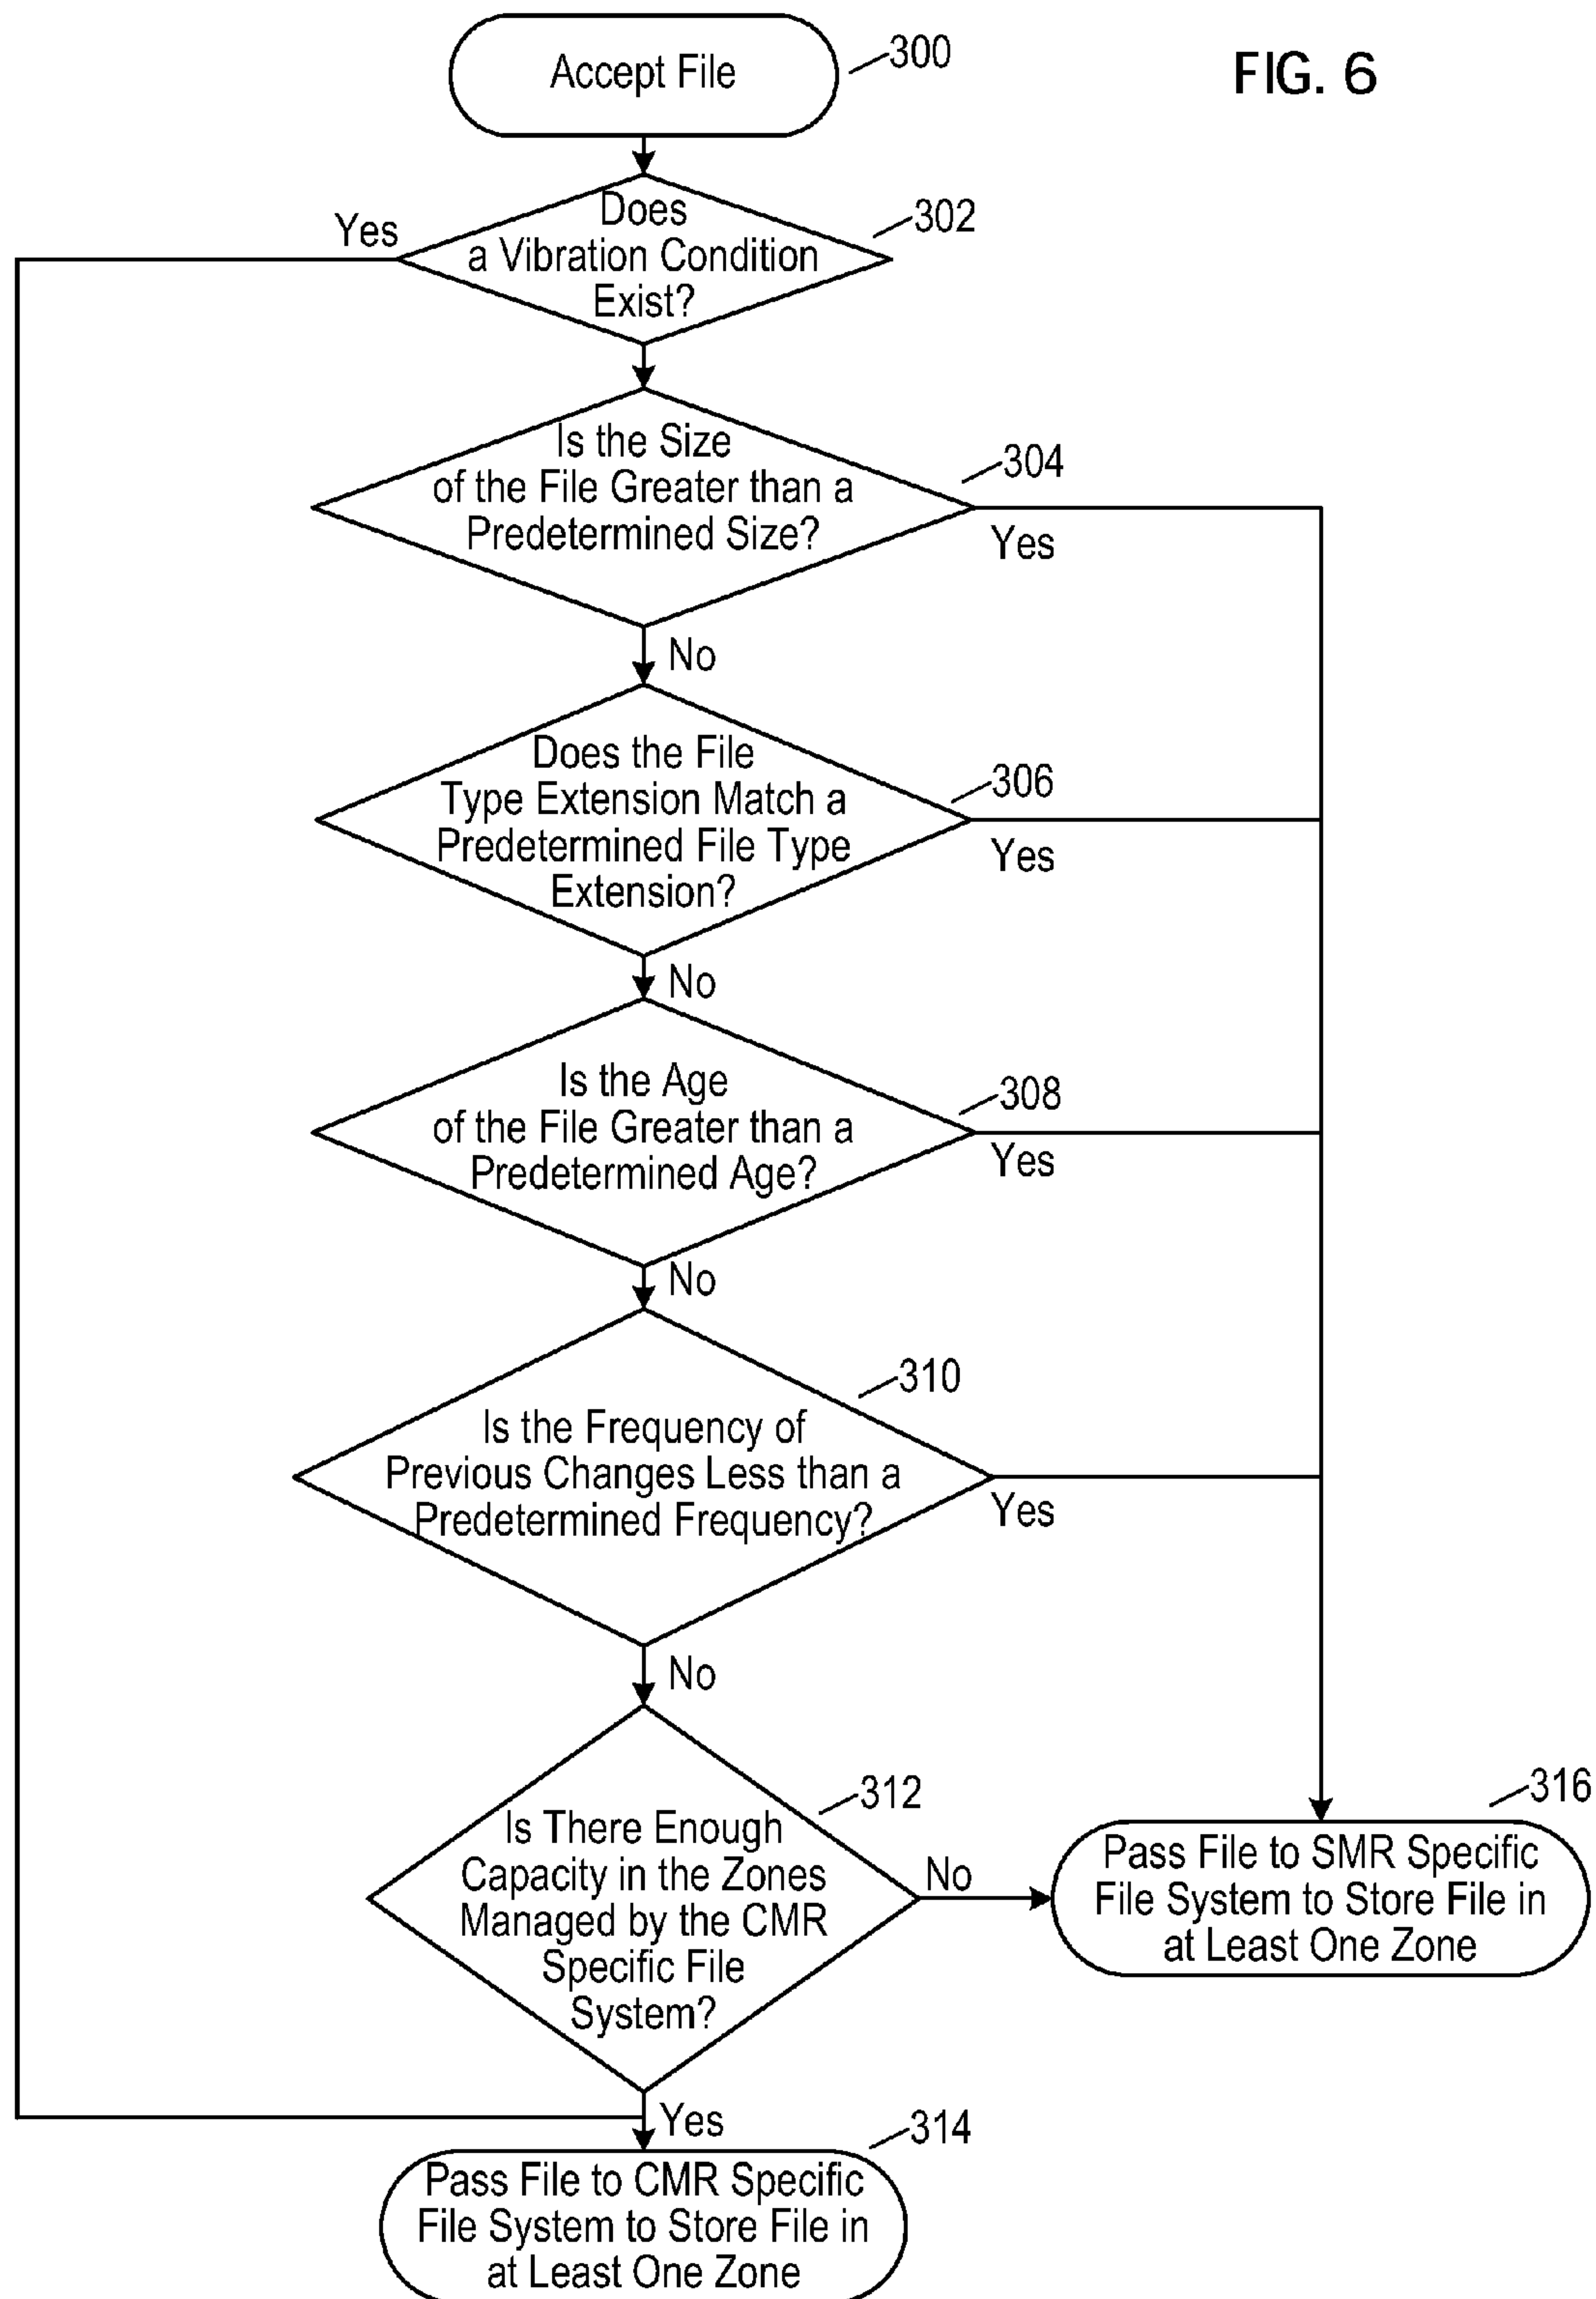 Accept File
300
FIG. 6
Does
a Vibration Condition
Exist?
302
Yes
Is the Size
of the File Greater than a
Predetermined Size?
304
Yes
No
Does the File
Type Extension Match a
Predetermined File Type
Extension?
306
Yes
No
Is the Age
of the File Greater than a
Predetermined Age?
308
Yes
No
Is the Frequency of
Previous Changes Less than a
Predetermined Frequency?
310
Yes
No
Is There Enough
Capacity in the Zones
Managed by the CMR
Specific File
System?
312
No
316
Pass File to SMR Specific
File System to Store File in
at Least One Zone
Yes
314
Pass File to CMR Specific
File System to Store File in
at Least One Zone